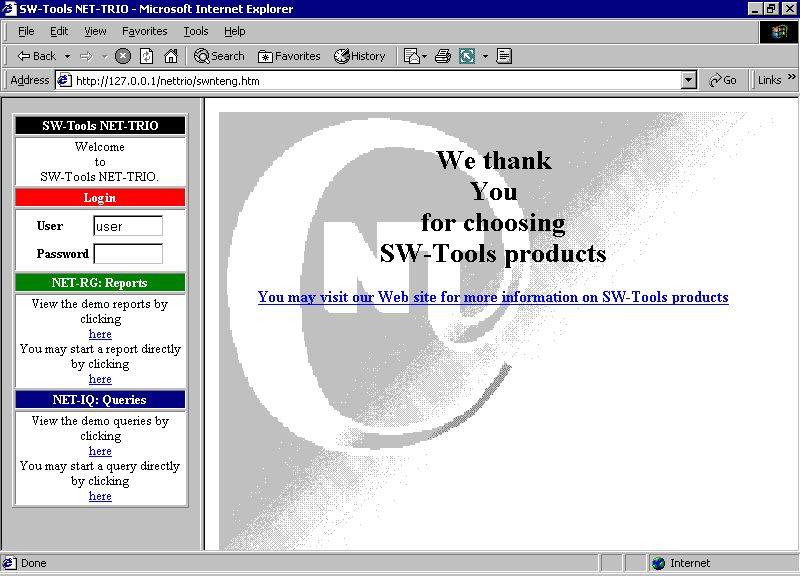 SW-Tools NET-TRIO - Microsoft Internet Explorer
File Edit View Favorites Tools Help
Back Search Favorites History
Address http://127.0.0.1/nettrio/swnteng.htm Go Links »
SW-Tools NET-TRIO
Welcome
to
SW-Tools NET-TRIO.
Login
User user
Password
NET-RG: Reports
View the demo reports by
clicking
here
You may start a report directly
by clicking
here
NET-IQ: Queries
View the demo queries by
clicking
here
You may start a query directly
by clicking
here
We thank
You
for choosing
SW-Tools products
You may visit our Web site for more information on SW-Tools products
Done Internet